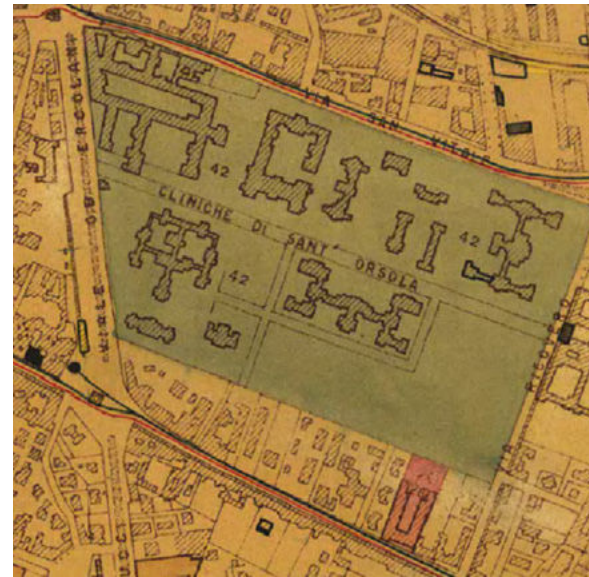 VIA SAN VITALE
VIALE G B ERCOLANI
42
CLINICHE DI SANT' ORSOLA
42
42